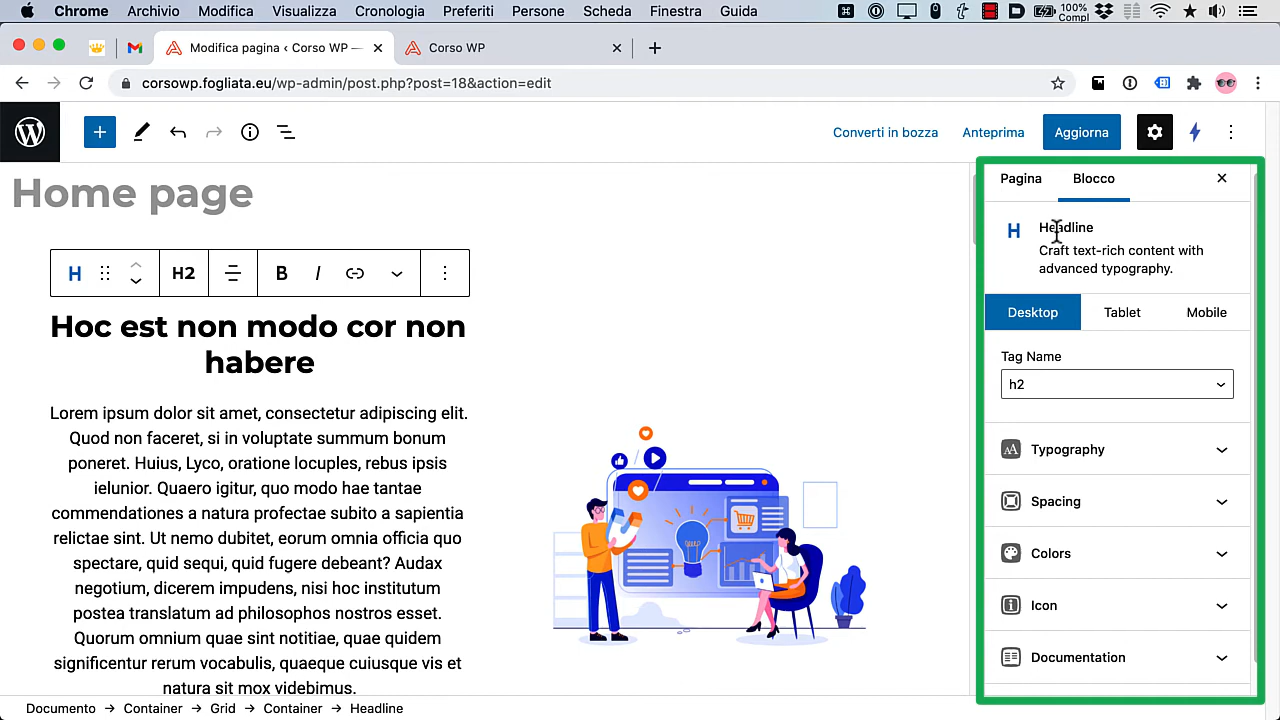 Chrome Archivio Modifica Visualizza Cronologia Preferiti Persone Scheda Finestra Guida 100% Compl
Modifica pagina ‹ Corso WP —
Corso WP
corsowp.fogliata.eu/wp-admin/post.php?post=18&action=edit
Converti in bozza Anteprima Aggiorna
Home page
H H2 B I
Hoc est non modo cor non
habere
Lorem ipsum dolor sit amet, consectetur adipiscing elit.
Quod non faceret, si in voluptate summum bonum
poneret. Huius, Lyco, oratione locuples, rebus ipsis
ielunior. Quaero igitur, quo modo hae tantae
commendationes a natura profectae subito a sapientia
relictae sint. Ut nemo dubitet, eorum omnia officia quo
spectare, quid sequi, quid fugere debeant? Audax
negotium, dicerem impudens, nisi hoc institutum
postea translatum ad philosophos nostros esset.
Quorum omnium quae sint notitiae, quae quidem
significentur rerum vocabulis, quaeque cuiusque vis et
natura sit mox videbimus.
Documento → Container → Grid → Container → Headline
Pagina Blocco
H Headline
Craft text-rich content with
advanced typography.
Desktop Tablet Mobile
Tag Name
h2
Typography
Spacing
Colors
Icon
Documentation